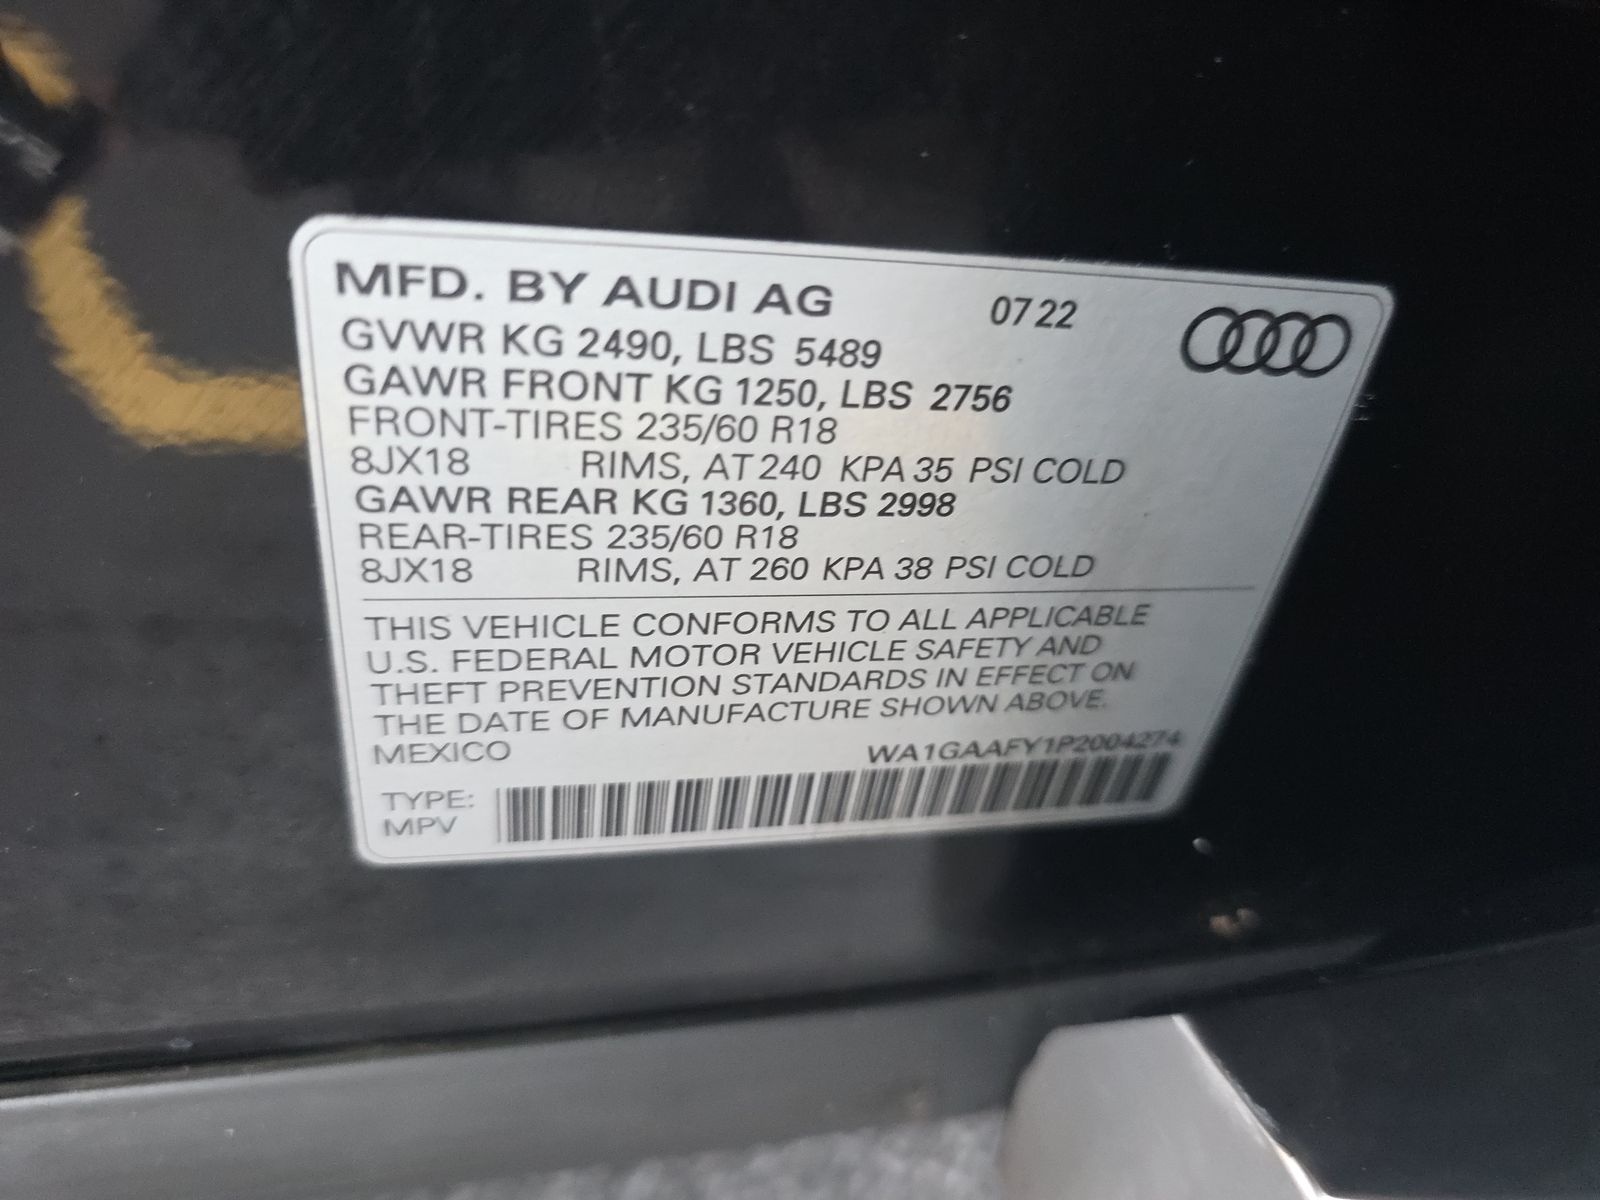 MFD. BY AUDI AG 07 22
GVWR KG 2490, LBS 5489
GAWR FRONT KG 1250, LBS 2756
FRONT-TIRES 235/60 R18
8JX18 RIMS, AT 240 KPA 35 PSI COLD
GAWR REAR KG 1360, LBS 2998
REAR-TIRES 235/60 R18
8JX18 RIMS, AT 260 KPA 38 PSI COLD
THIS VEHICLE CONFORMS TO ALL APPLICABLE
U.S. FEDERAL MOTOR VEHICLE SAFETY AND
THEFT PREVENTION STANDARDS IN EFFECT ON
THE DATE OF MANUFACTURE SHOWN ABOVE.
MEXICO WA1GAAFY1P2004274
TYPE:
MPV